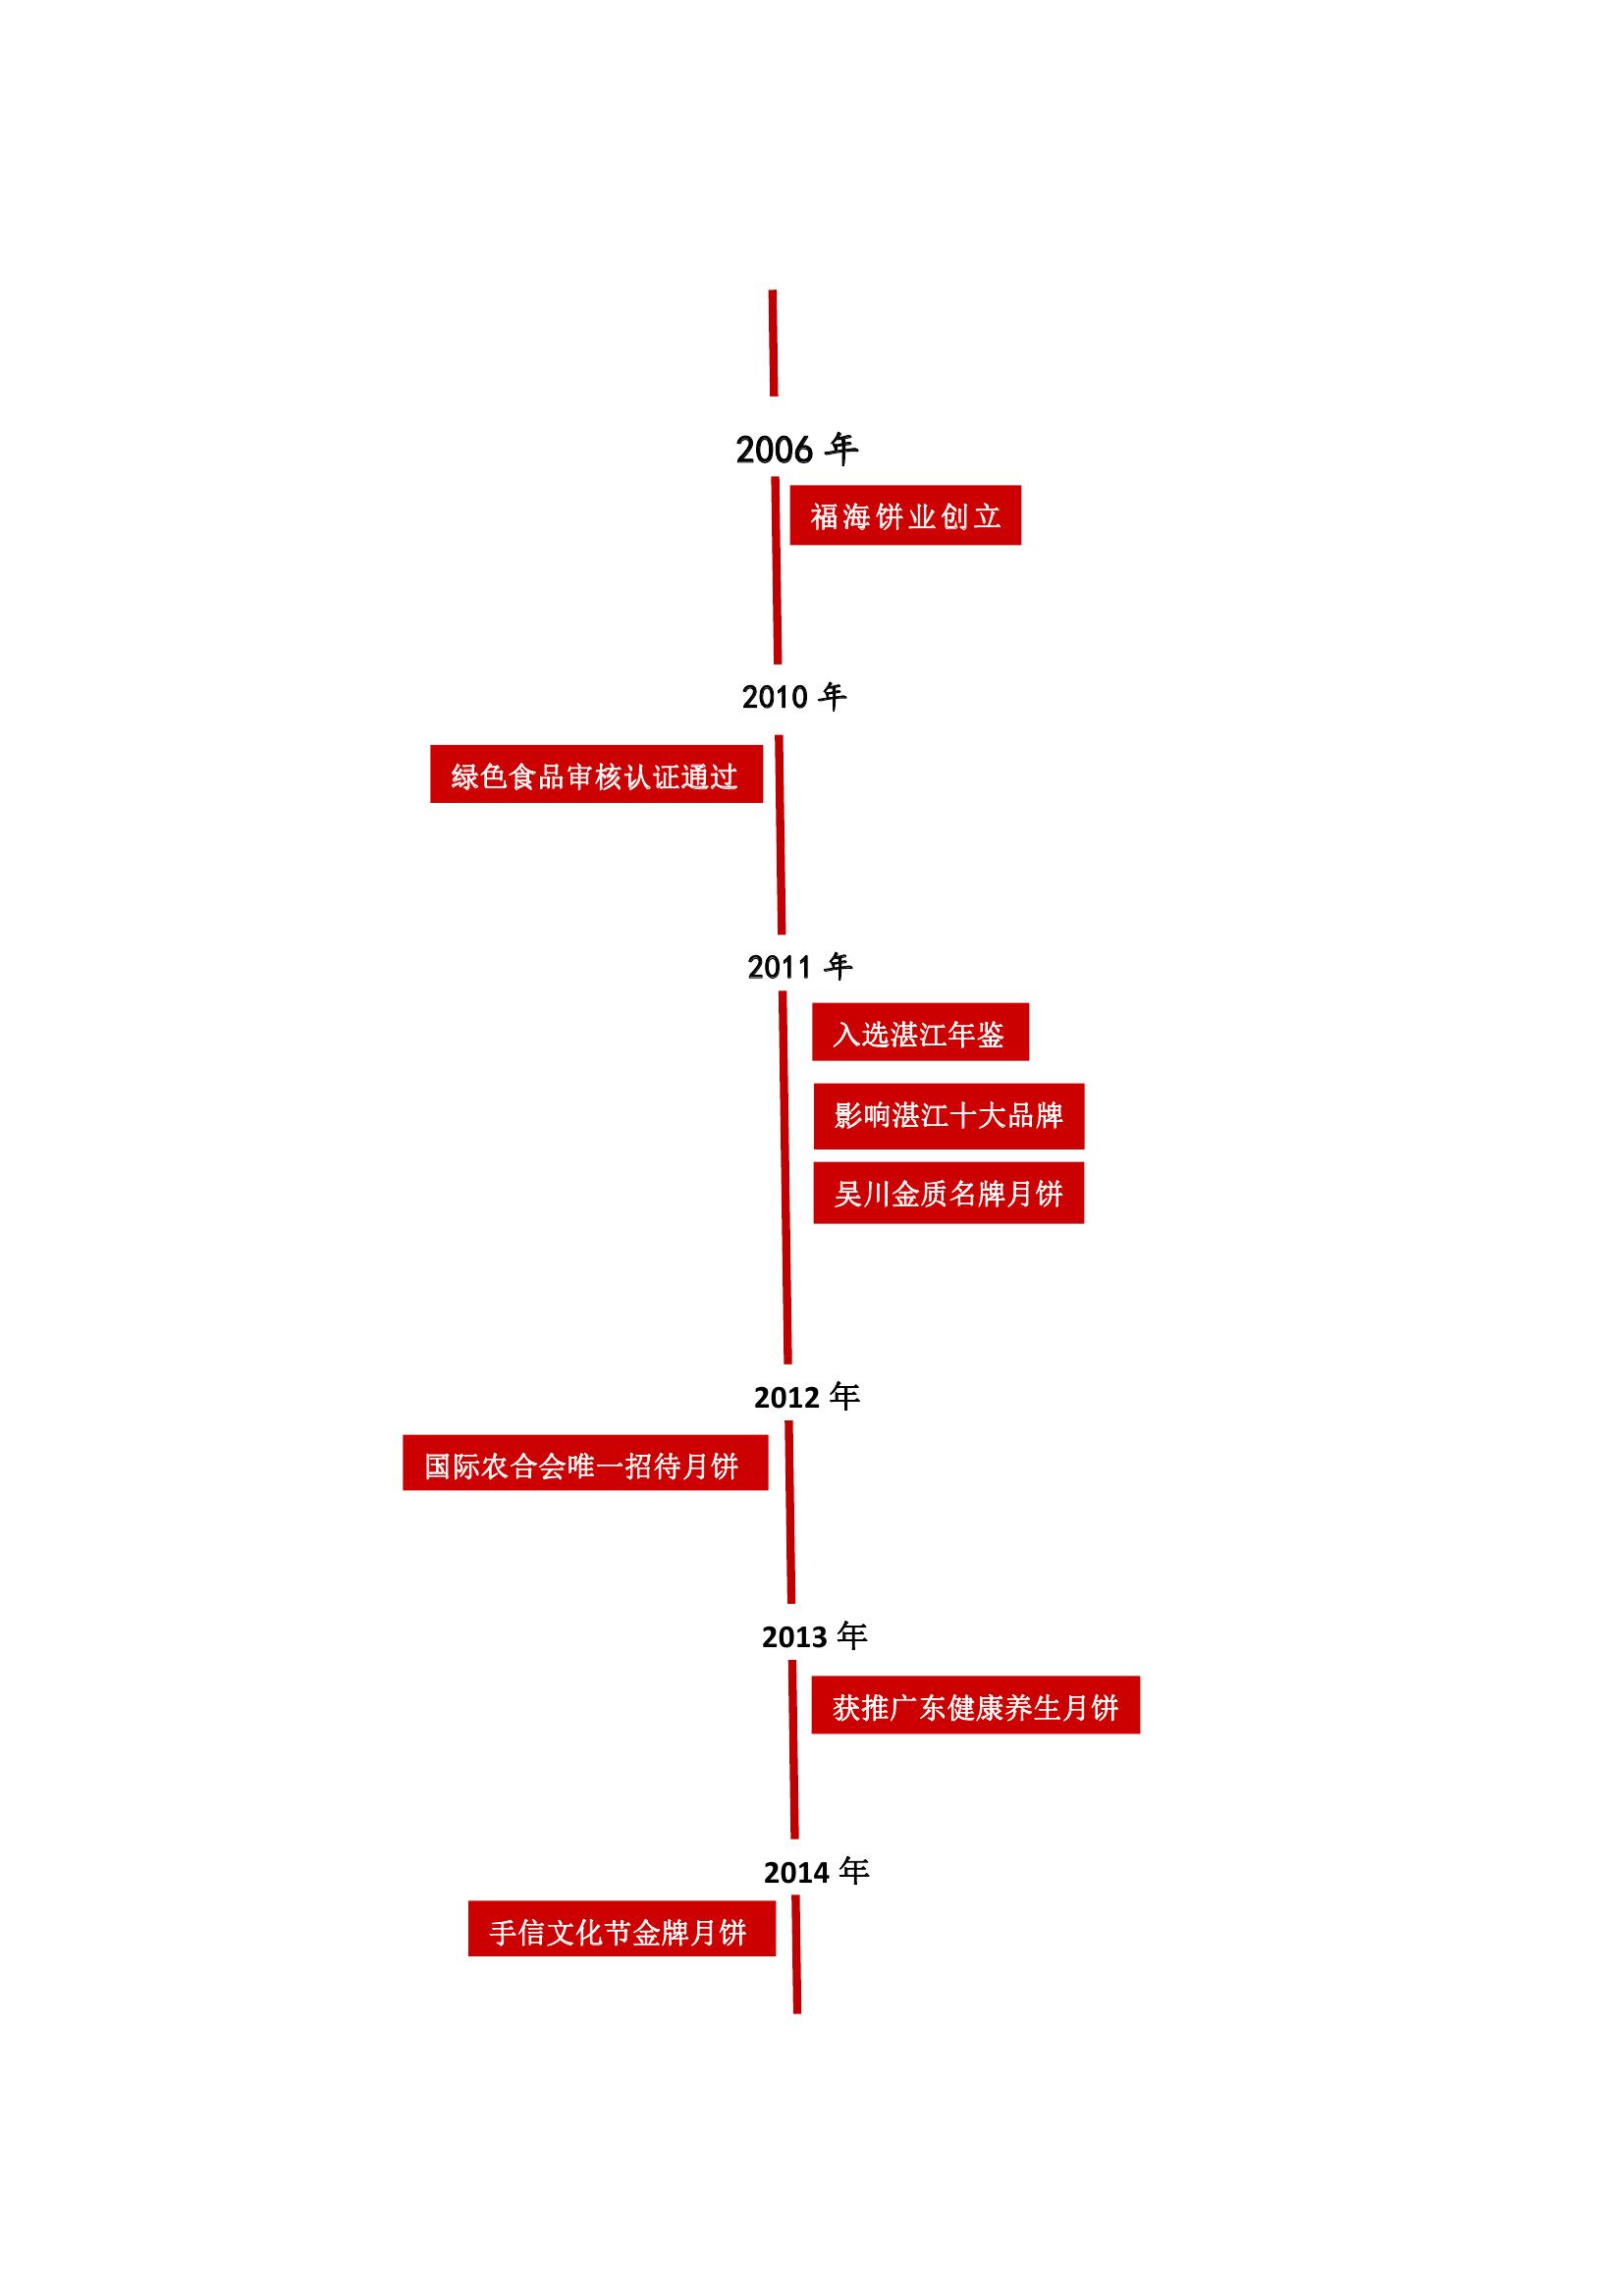 2006 年
福海饼业创立
2010 年
绿色食品审核认证通过
2011 年
入选湛江年鉴
影响湛江十大品牌
吴川金质名牌月饼
2012 年
国际农合会唯一招待月饼
2013 年
获推广东健康养生月饼
2014 年
手信文化节金牌月饼